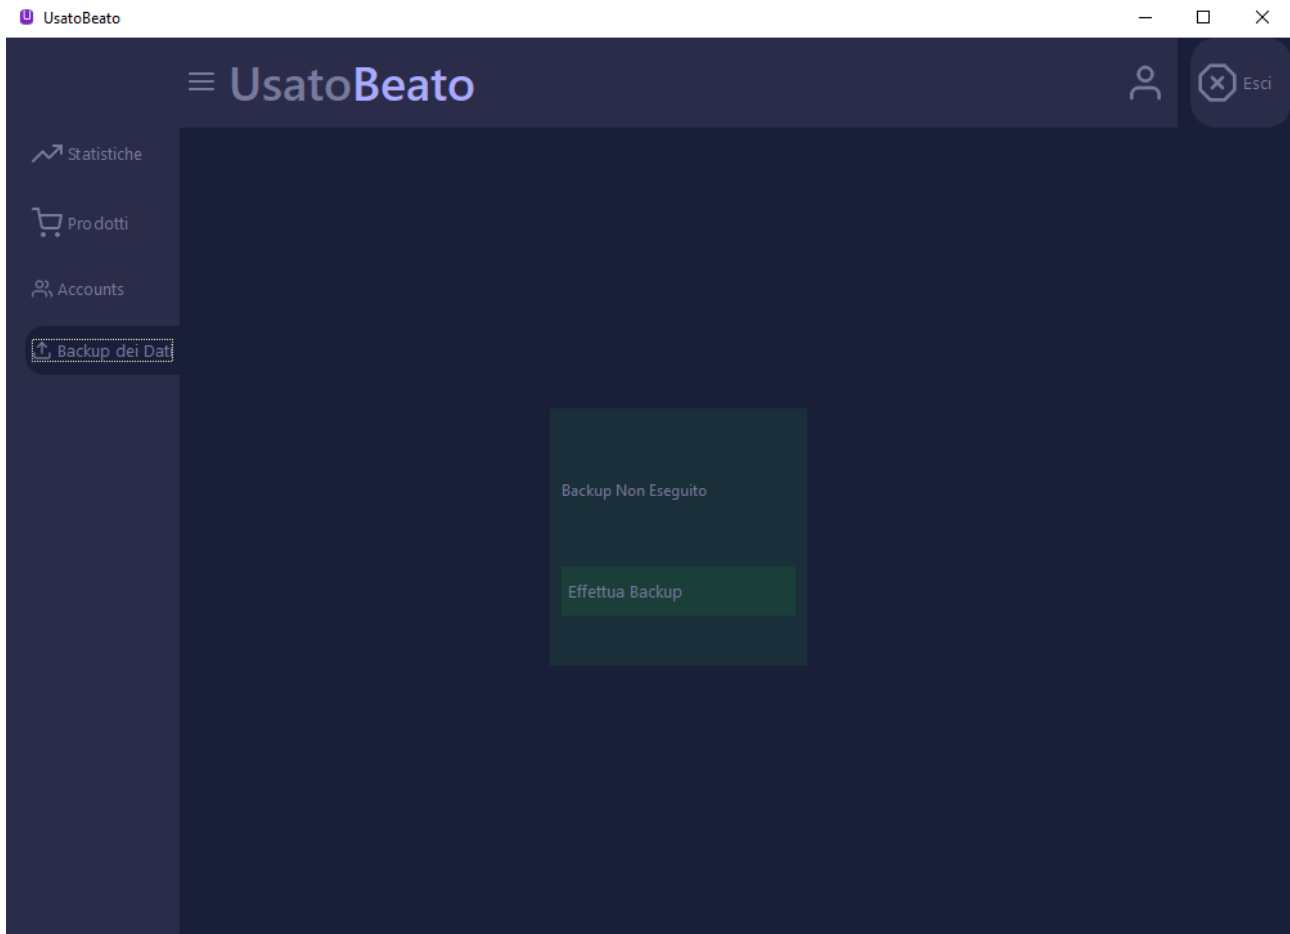 UsatoBeato
UsatoBeato
Esci
Statistiche
Prodotti
Accounts
Backup dei Dati
Backup Non Eseguito
Effettua Backup